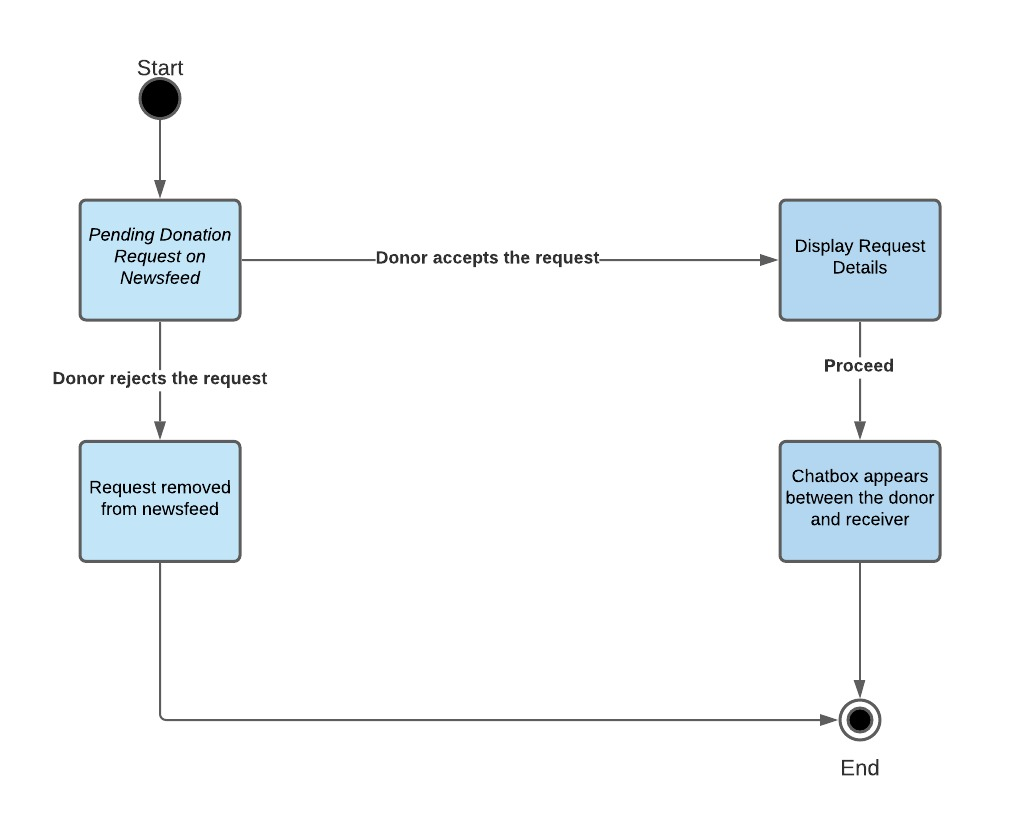 Start
Pending Donation
Request on
Newsfeed
Donor accepts the request
Display Request
Details
Donor rejects the request
Proceed
Request removed
from newsfeed
Chatbox appears
between the donor
and receiver
End